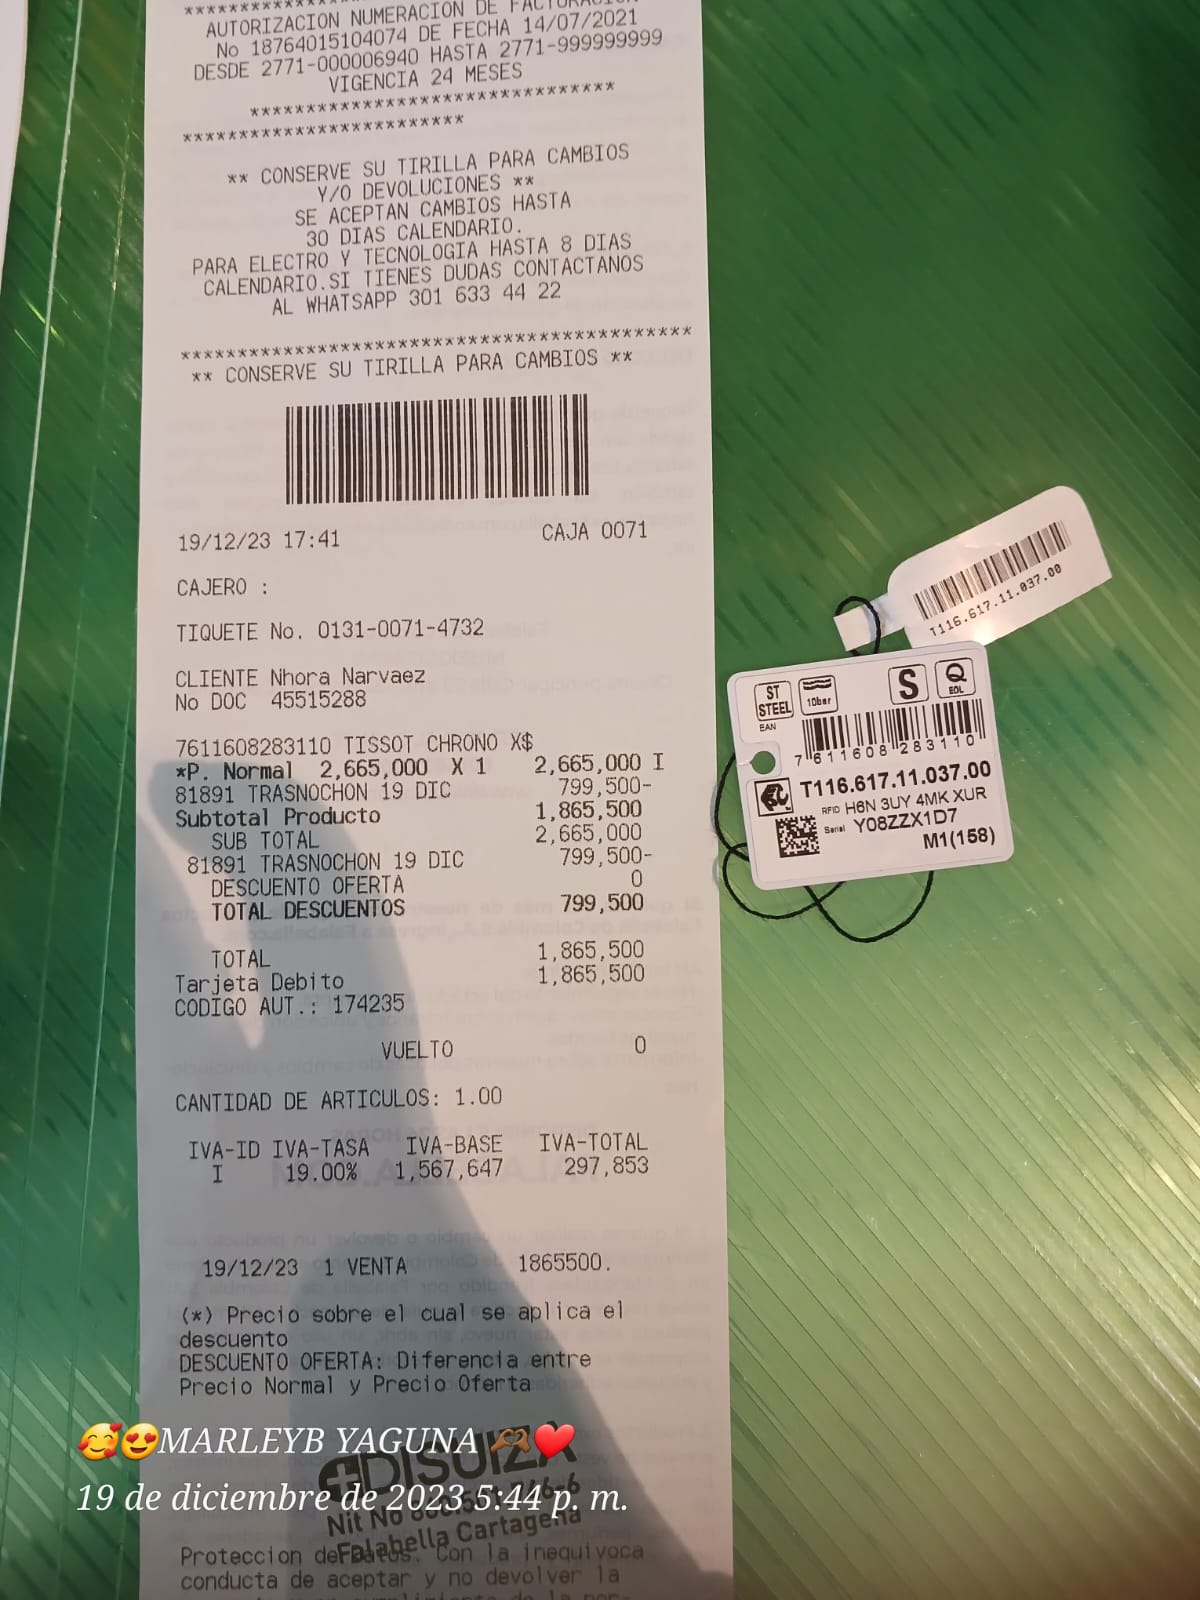 AUTORIZACION NUMERACION DE FACTURACION
No 18764015104074 DE FECHA 14/07/2021
DESDE 2771-000006940 HASTA 2771-999999999
VIGENCIA 24 MESES
*********************************
*************************
** CONSERVE SU TIRILLA PARA CAMBIOS
Y/O DEVOLUCIONES **
SE ACEPTAN CAMBIOS HASTA
30 DIAS CALENDARIO.
PARA ELECTRO Y TECNOLOGIA HASTA 8 DIAS
CALENDARIO.SI TIENES DUDAS CONTACTANOS
AL WHATSAPP 301 633 44 22
**********************************************
** CONSERVE SU TIRILLA PARA CAMBIOS **
19/12/23 17:41 CAJA 0071
CAJERO :
TIQUETE No. 0131-0071-4732
CLIENTE Nhora Narvaez
No DOC 45515288
7611608283110 TISSOT CHRONO X$
*P. Normal 2,665,000 X 1 2,665,000 I
81891 TRASNOCHON 19 DIC 799,500-
Subtotal Producto 1,865,500
SUB TOTAL 2,665,000
81891 TRASNOCHON 19 DIC 799,500-
DESCUENTO OFERTA 0
TOTAL DESCUENTOS 799,500
TOTAL 1,865,500
Tarjeta Debito 1,865,500
CODIGO AUT.: 174235
VUELTO 0
CANTIDAD DE ARTICULOS: 1.00
IVA-ID IVA-TASA IVA-BASE IVA-TOTAL
I 19.00% 1,567,647 297,853
19/12/23 1 VENTA 1865500.
(*) Precio sobre el cual se aplica el
descuento
DESCUENTO OFERTA: Diferencia entre
Precio Normal y Precio Oferta
🥰😍MARLEYB YAGUNA🫶🏽❤️
19 de diciembre de 2023 5:44 p. m.
DISUIZA
Nit No
Falabella Cartagena
Proteccion de Datos. Con la inequivoca
conducta de aceptar y no devolver la
T116.617.11.037.00
ST
STEEL
10bar
S
Q
EOL
EAN
7 611608 283110
T116.617.11.037.00
RFID H6N 3UY 4MK XUR
Serial Y08ZZX1D7
M1(158)